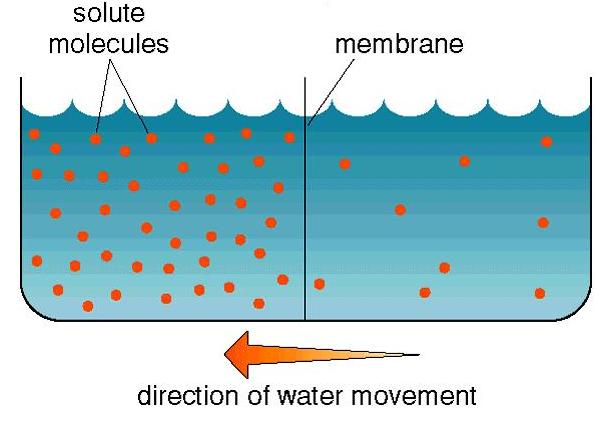 solute
molecules
membrane
direction of water movement